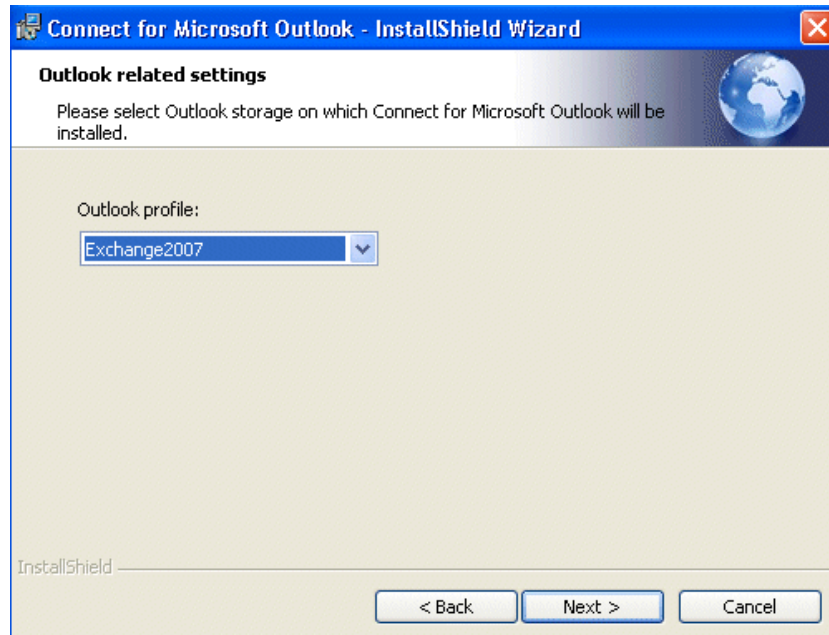 Connect for Microsoft Outlook - InstallShield Wizard
Outlook related settings
Please select Outlook storage on which Connect for Microsoft Outlook will be
installed.
Outlook profile:
Exchange2007
InstallShield
< Back Next > Cancel